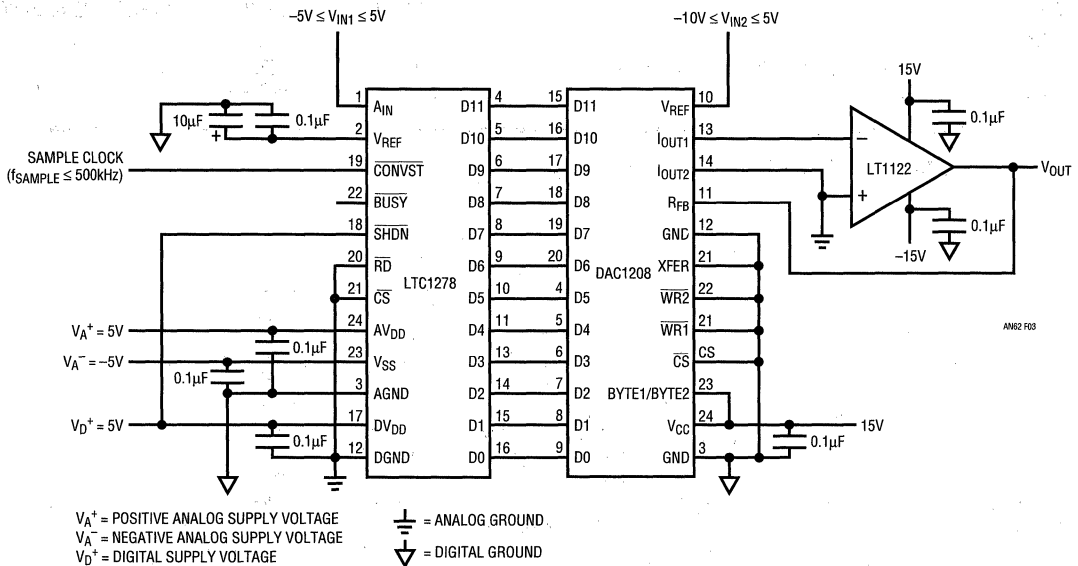 –5V ≤ VIN1 ≤ 5V
–10V ≤ VIN2 ≤ 5V
15V
10µF
+
0.1µF
SAMPLE CLOCK
(fSAMPLE ≤ 500kHz)
1 AIN
2 VREF
19 CONVST
22 BUSY
18 SHDN
20 RD
21 CS
24 AVDD
23 VSS
3 AGND
17 DVDD
12 DGND
LTC1278
D11 4
D10 5
D9 6
D8 7
D7 8
D6 9
D5 10
D4 11
D3 13
D2 14
D1 15
D0 16
15 D11
16 D10
17 D9
18 D8
19 D7
20 D6
4 D5
5 D4
6 D3
7 D2
8 D1
9 D0
DAC1208
VREF 10
IOUT1 13
IOUT2 14
RFB 11
GND 12
XFER 21
WR2 22
WR1 21
CS CS
BYTE1/BYTE2 23
VCC 24
GND 3
–
+
LT1122
0.1µF
0.1µF
–15V
VOUT
VA+ = 5V
VA– = –5V
VD+ = 5V
0.1µF
0.1µF
0.1µF
15V
0.1µF
AN62 F03
VA+ = POSITIVE ANALOG SUPPLY VOLTAGE
VA– = NEGATIVE ANALOG SUPPLY VOLTAGE
VD+ = DIGITAL SUPPLY VOLTAGE
= ANALOG GROUND
= DIGITAL GROUND